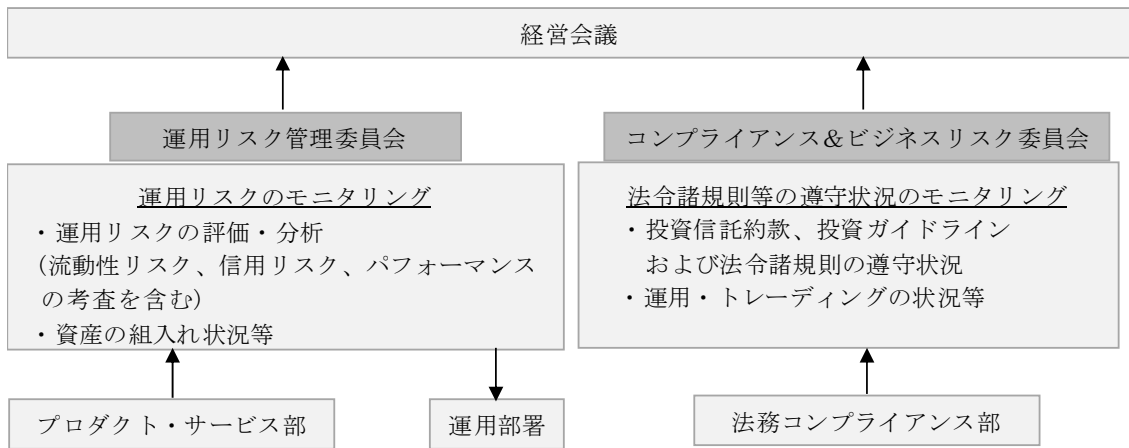 経営会議
運用リスク管理委員会
運用リスクのモニタリング
・運用リスクの評価・分析
(流動性リスク、信用リスク、パフォーマンス
の考査を含む)
・資産の組入れ状況等
プロダクト・サービス部
運用部署
コンプライアンス＆ビジネスリスク委員会
法令諸規則等の遵守状況のモニタリング
・投資信託約款、投資ガイドライン
および法令諸規則の遵守状況
・運用・トレーディングの状況等
法務コンプライアンス部